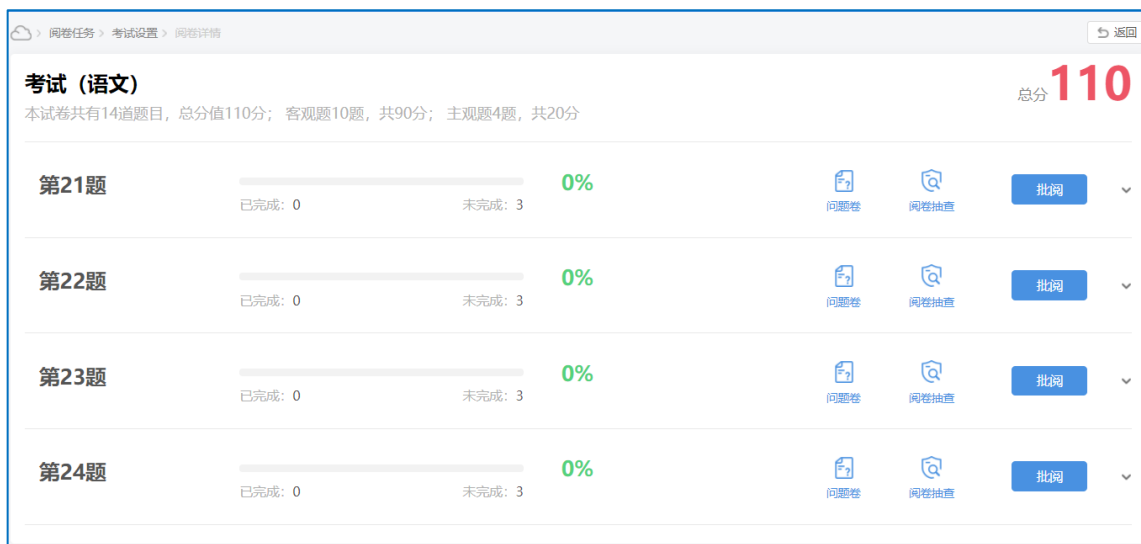 阅卷任务 > 考试设置 > 阅卷详情
返回
考试（语文）
总分110
本试卷共有14道题目，总分值110分； 客观题10题，共90分； 主观题4题，共20分
第21题 0% 批阅
已完成：0 未完成：3 问题卷 阅卷抽查
第22题 0% 批阅
已完成：0 未完成：3 问题卷 阅卷抽查
第23题 0% 批阅
已完成：0 未完成：3 问题卷 阅卷抽查
第24题 0% 批阅
已完成：0 未完成：3 问题卷 阅卷抽查